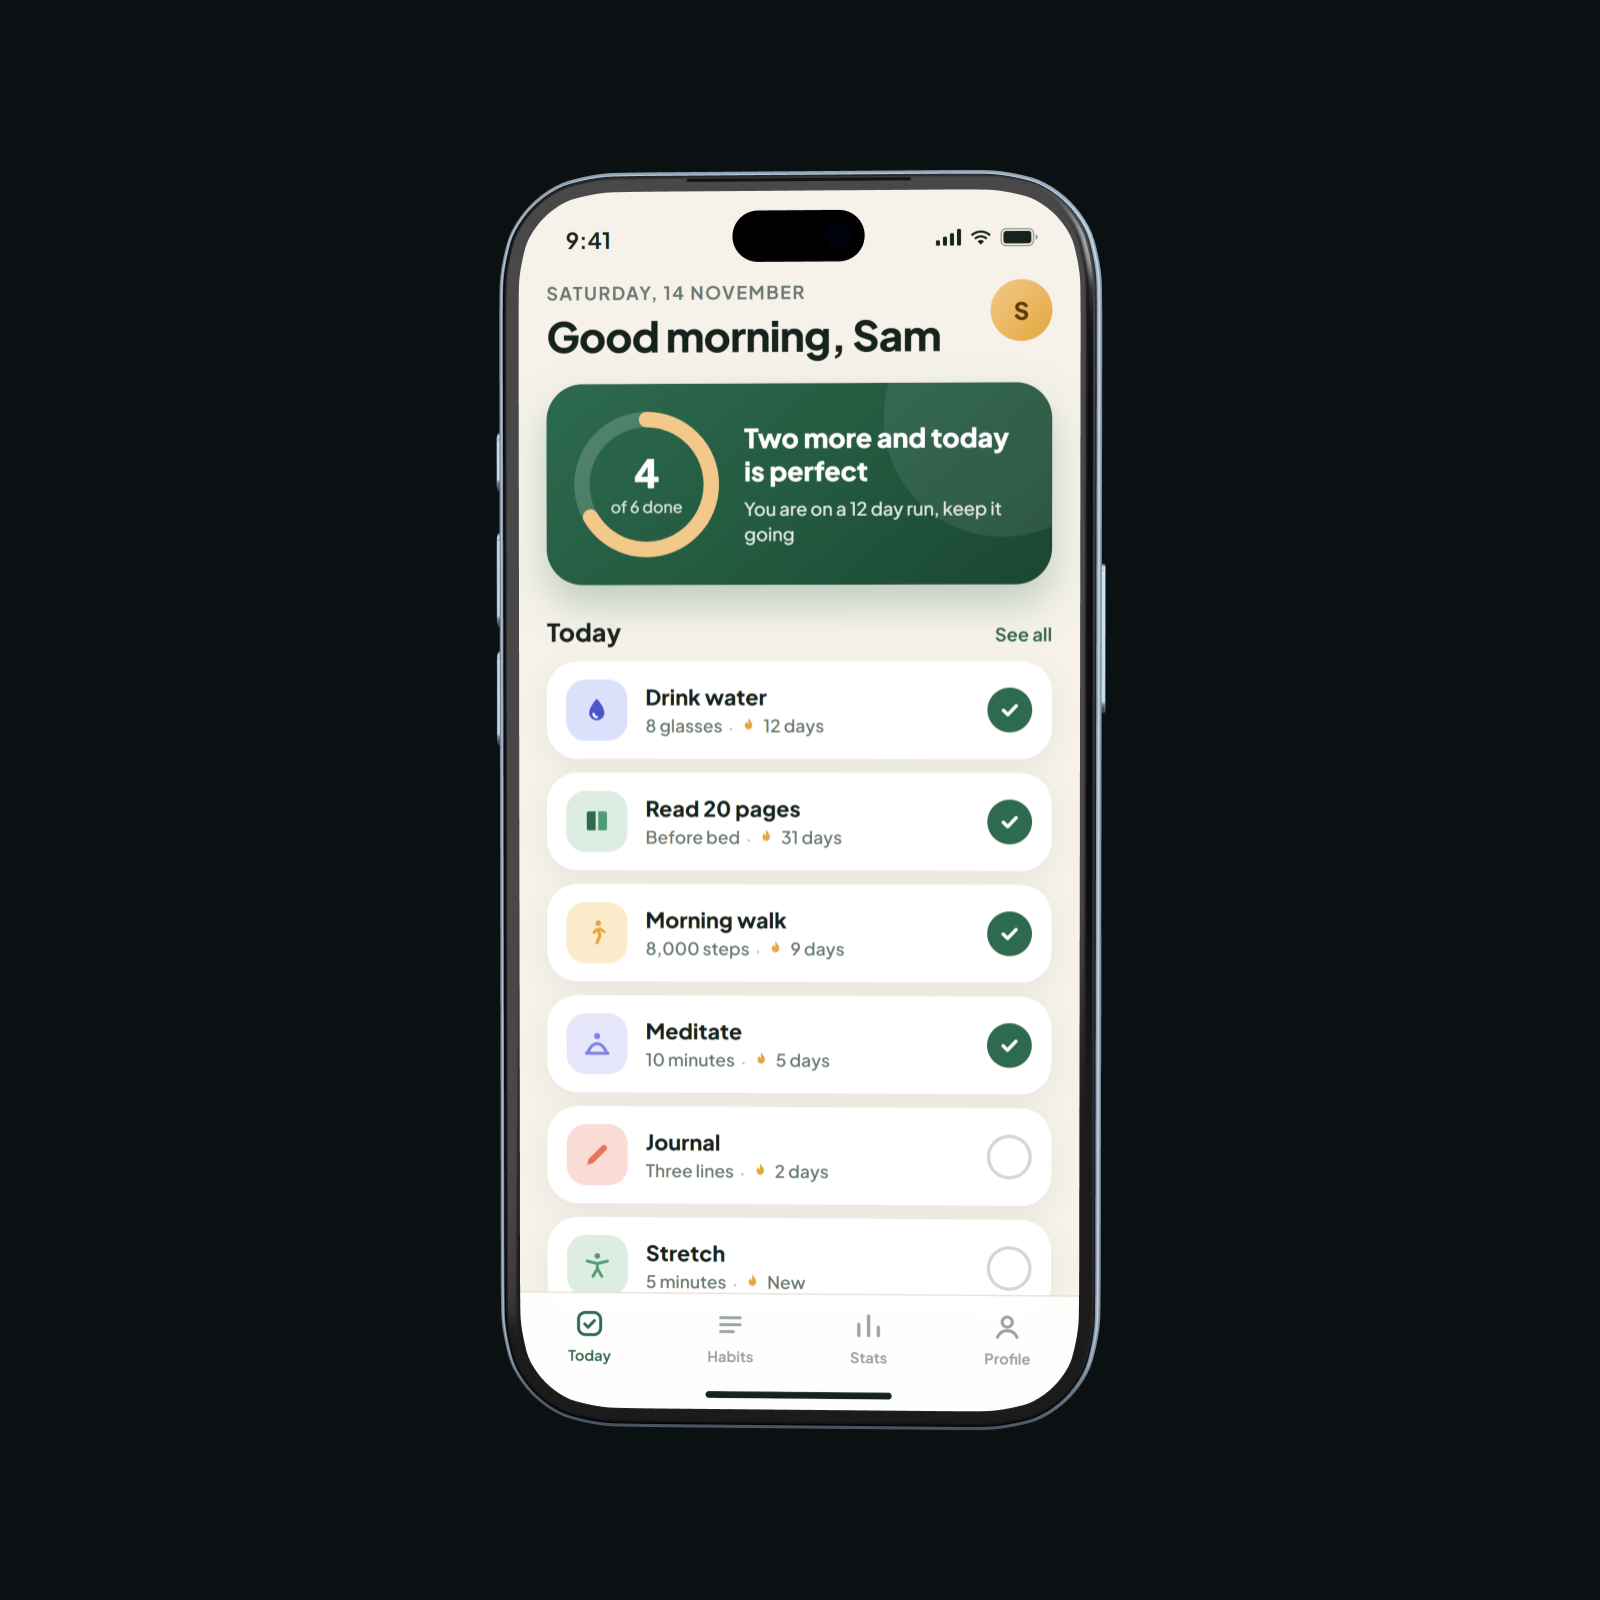 9:41
SATURDAY, 14 NOVEMBER
S
Good morning, Sam
4
of 6 done
Two more and today
is perfect
You are on a 12 day run, keep it
going
Today
See all
Drink water
8 glasses · 12 days
Read 20 pages
Before bed · 31 days
Morning walk
8,000 steps · 9 days
Meditate
10 minutes · 5 days
Journal
Three lines · 2 days
Stretch
5 minutes · New
Today
Habits
Stats
Profile